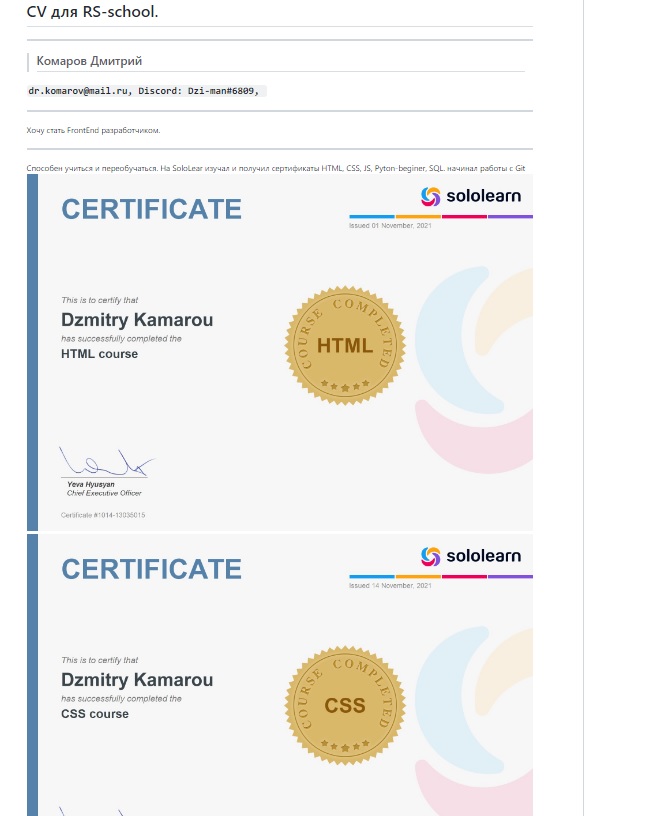 CV для RS-school.
Комаров Дмитрий
dr.komarov@mail.ru, Discord: Dzi-man#6809,
Хочу стать FrontEnd разработчиком.
Способен учиться и переобучаться. На SoloLear изучал и получил сертификаты HTML, CSS, JS, Pyton-beginer, SQL. начинал работы с Git
CERTIFICATE
sololearn
Issued 01 November, 2021
This is to certify that
Dzmitry Kamarou
has successfully completed the
HTML course
COURSE COMPLETED
HTML
Yeva Hyusyan
Chief Executive Officer
Certificate #1014-13036015
CERTIFICATE
sololearn
Issued 14 November, 2021
This is to certify that
Dzmitry Kamarou
has successfully completed the
CSS course
COURSE COMPLETED
CSS